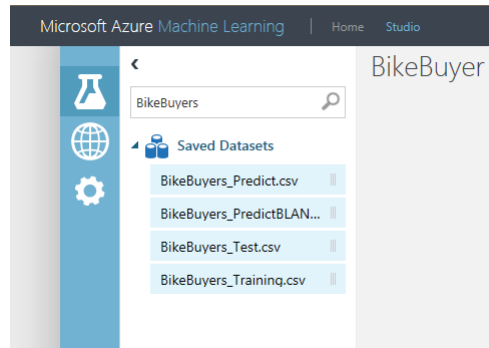 Microsoft Azure Machine Learning | Home Studio
BikeBuyer
BikeBuyers
Saved Datasets
BikeBuyers_Predict.csv
BikeBuyers_PredictBLAN...
BikeBuyers_Test.csv
BikeBuyers_Training.csv